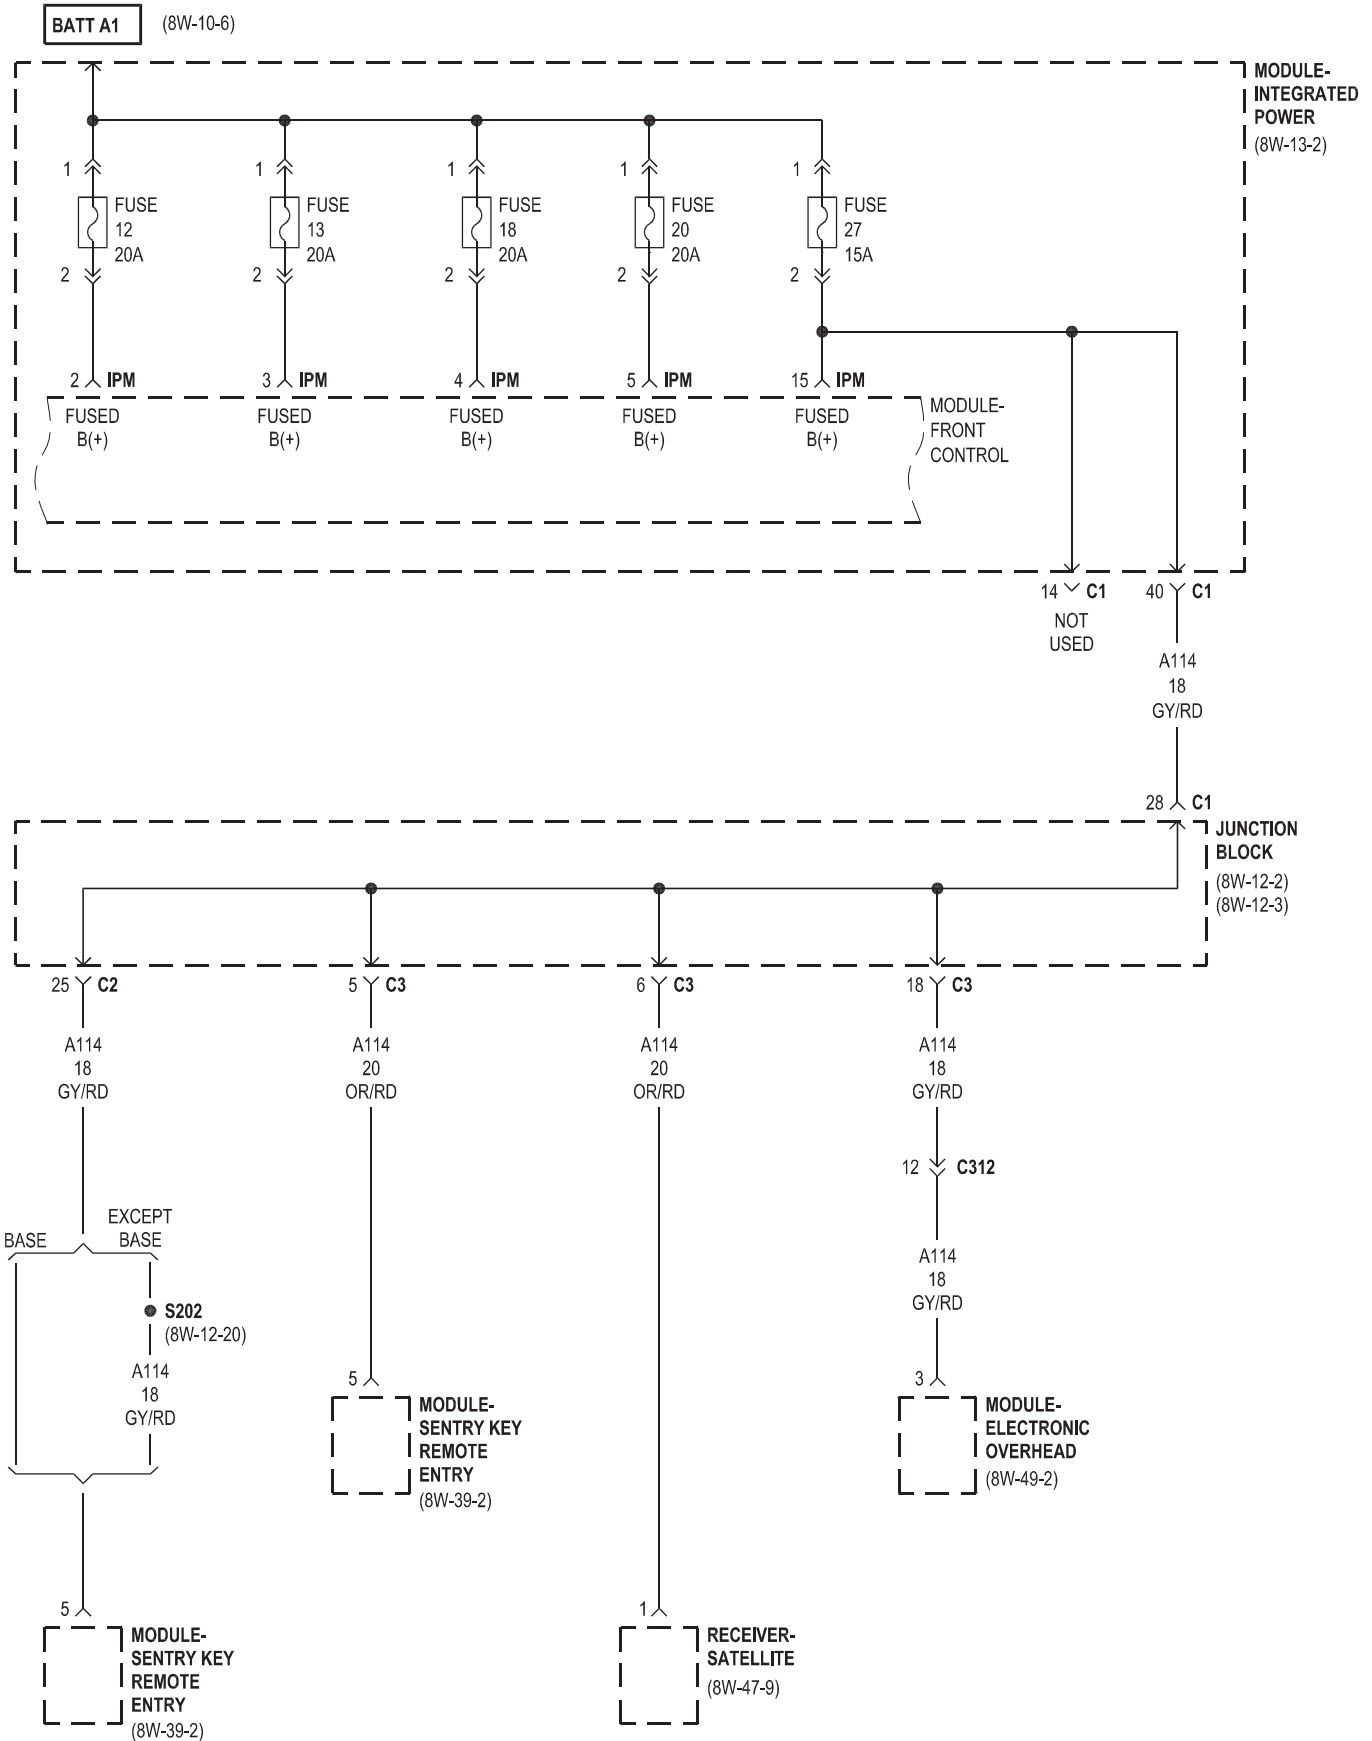 BATT A1 (8W-10-6)
MODULE-
INTEGRATED
POWER
(8W-13-2)
1 1 1 1 1
FUSE FUSE FUSE FUSE FUSE
12 13 18 20 27
20A 20A 20A 20A 15A
2 2 2 2 2
2 IPM 3 IPM 4 IPM 5 IPM 15 IPM
FUSED FUSED FUSED FUSED FUSED
B(+) B(+) B(+) B(+) B(+)
MODULE-
FRONT
CONTROL
14 C1 40 C1
NOT
USED
A114
18
GY/RD
28 C1
JUNCTION
BLOCK
(8W-12-2)
(8W-12-3)
25 C2 5 C3 6 C3 18 C3
A114 A114 A114 A114
18 20 20 18
GY/RD OR/RD OR/RD GY/RD
12 C312
BASE
EXCEPT
BASE
A114
18
GY/RD
S202
(8W-12-20)
A114
18
GY/RD
5 3
MODULE-
SENTRY KEY
REMOTE
ENTRY
(8W-39-2)
MODULE-
ELECTRONIC
OVERHEAD
(8W-49-2)
5 1
MODULE-
SENTRY KEY
REMOTE
ENTRY
(8W-39-2)
RECEIVER-
SATELLITE
(8W-47-9)